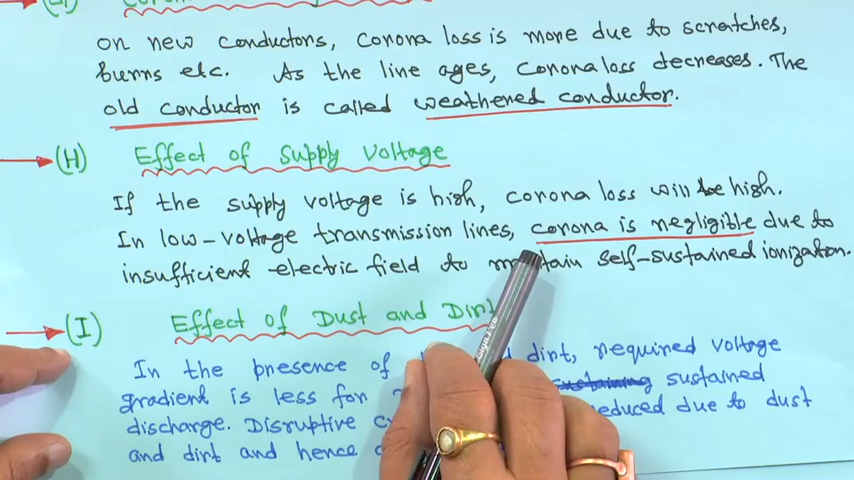 on new conductors, corona loss is more due to scratches,
burns etc. As the line ages, corona loss decreases. The
old conductor is called weathered conductor.
(H) Effect of supply voltage
If the supply voltage is high, corona loss will be high.
In low-voltage transmission lines, corona is negligible due to
insufficient electric field to maintain self-sustained ionization.
(I) Effect of Dust and Dirt
In the presence of dirt, required voltage
gradient is less for sustained
discharge. Disruptive reduced due to dust
and dirt and hence